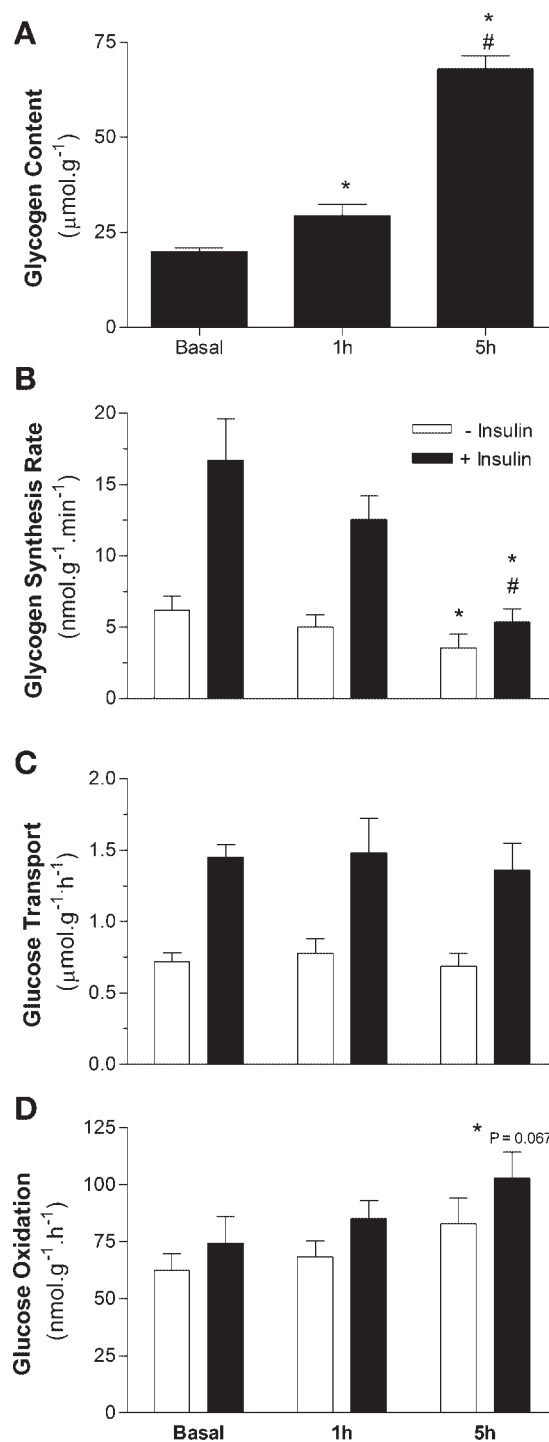 A
Glycogen Content
(μmol.g⁻¹)
75
50
25
0
*
*
#
Basal 1h 5h
B
Glycogen Synthesis Rate
(nmol.g⁻¹.min⁻¹)
20
15
10
5
0
- Insulin
+ Insulin
*
*
#
C
Glucose Transport
(μmol.g⁻¹·h⁻¹)
2.0
1.5
1.0
0.5
0.0
D
Glucose Oxidation
(nmol.g⁻¹.h⁻¹)
125
100
75
50
25
0
* P = 0.067
Basal 1h 5h